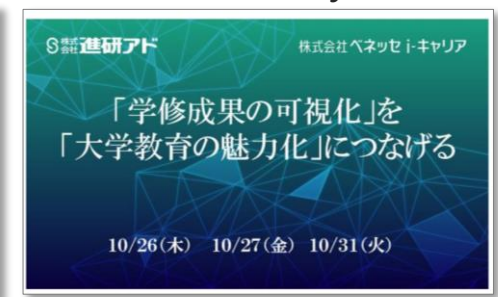 株式会社進研アド
株式会社ベネッセ i-キャリア
「学修成果の可視化」を
「大学教育の魅力化」につなげる
10/26(木) 10/27(金) 10/31(火)